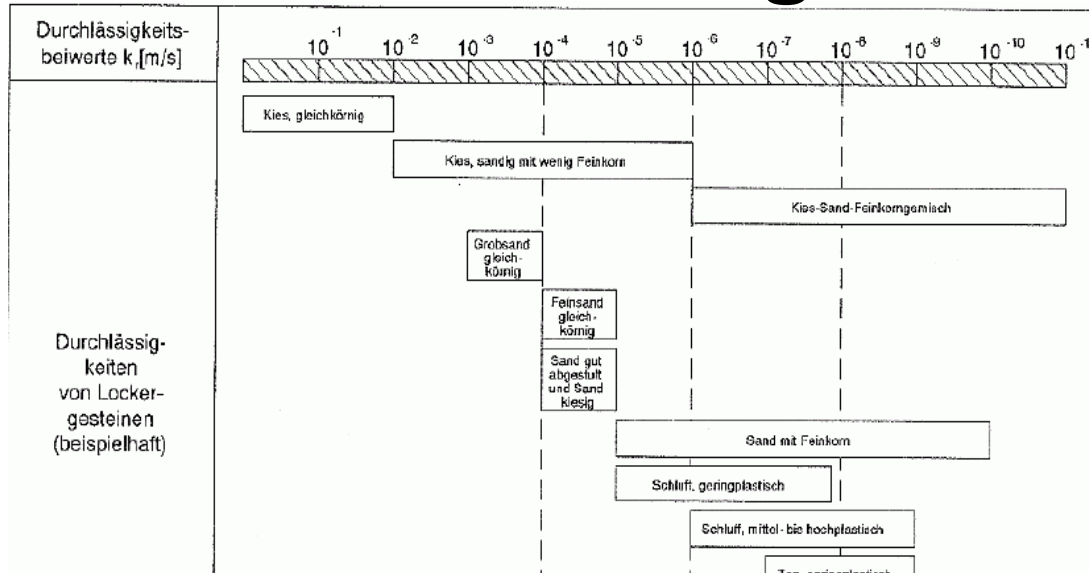 Durchlässigkeits-
beiwerte kf[m/s]
10-1 10-2 10-3 10-4 10-5 10-6 10-7 10-8 10-9 10-10 10-1
Kies, gleichkörnig
Kies, sandig mit wenig Feinkorn
Kies-Sand-Feinkorngemisch
Grobsand
gleich-
körnig
Feinsand
gleich-
körnig
Sand gut
abgestuft
und Sand
kiesig
Durchlässig-
keiten
von Locker-
gesteinen
(beispielhaft)
Sand mit Feinkorn
Schluff, geringplastisch
Schluff, mittel- bis hochplastisch